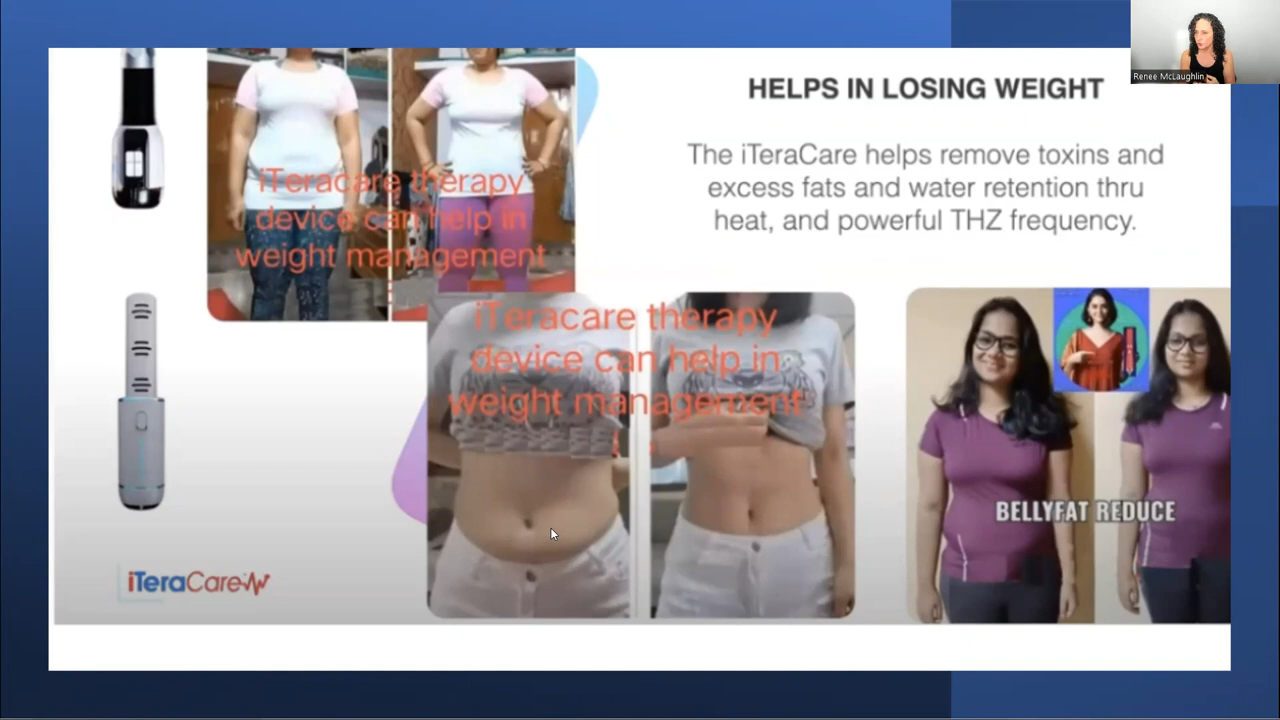 Renee McLaughlin
HELPS IN LOSING WEIGHT
The iTeraCare helps remove toxins and
excess fats and water retention thru
heat, and powerful THZ frequency.
iTeracare therapy
device can help in
weight management
iTeracare therapy
device can help in
weight management
BELLYFAT REDUCE
iTeraCare